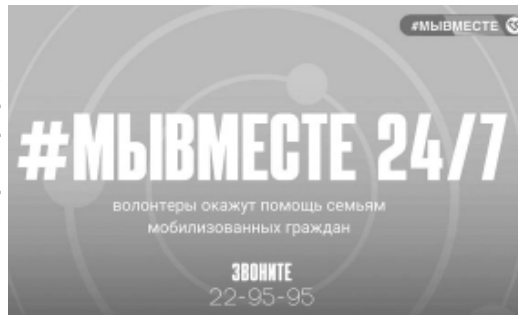 #МЫВМЕСТЕ
#МЫВМЕСТЕ 24/7
волонтеры окажут помощь семьям
мобилизованных граждан
ЗВОНИТЕ
22-95-95